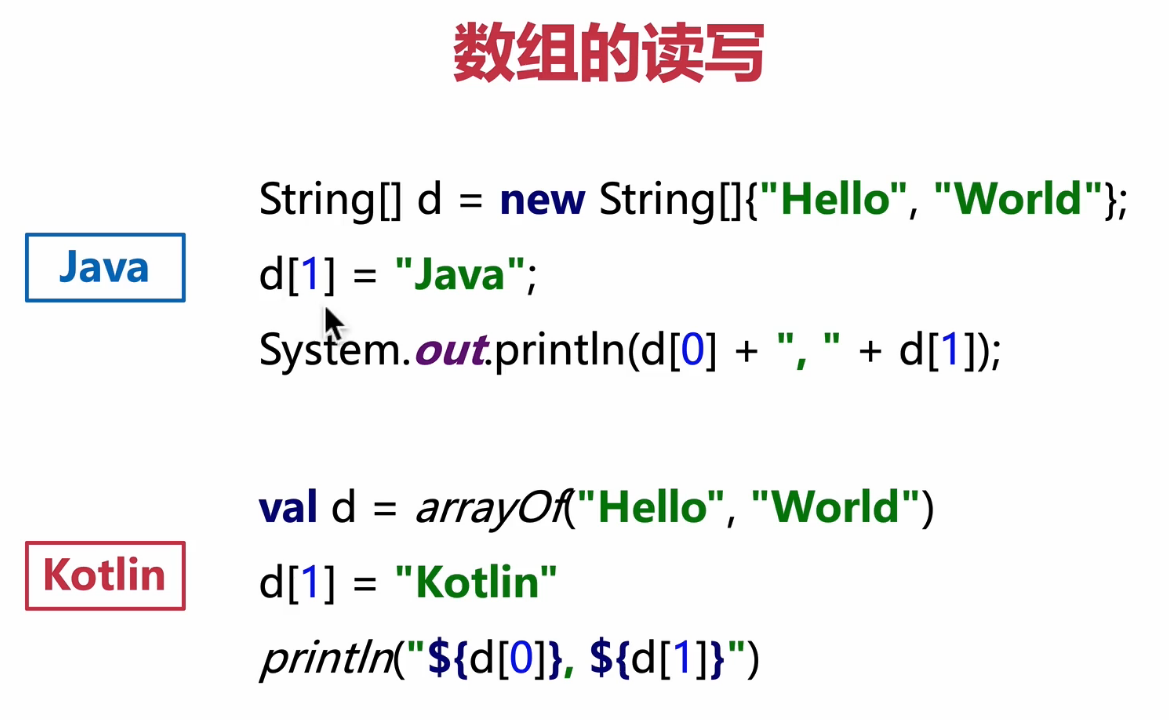 数组的读写
String[] d = new String[]{"Hello", "World"};
Java
d[1] = "Java";
System.out.println(d[0] + ", " + d[1]);
val d = arrayOf("Hello", "World")
Kotlin
d[1] = "Kotlin"
println("${d[0]}, ${d[1]}")